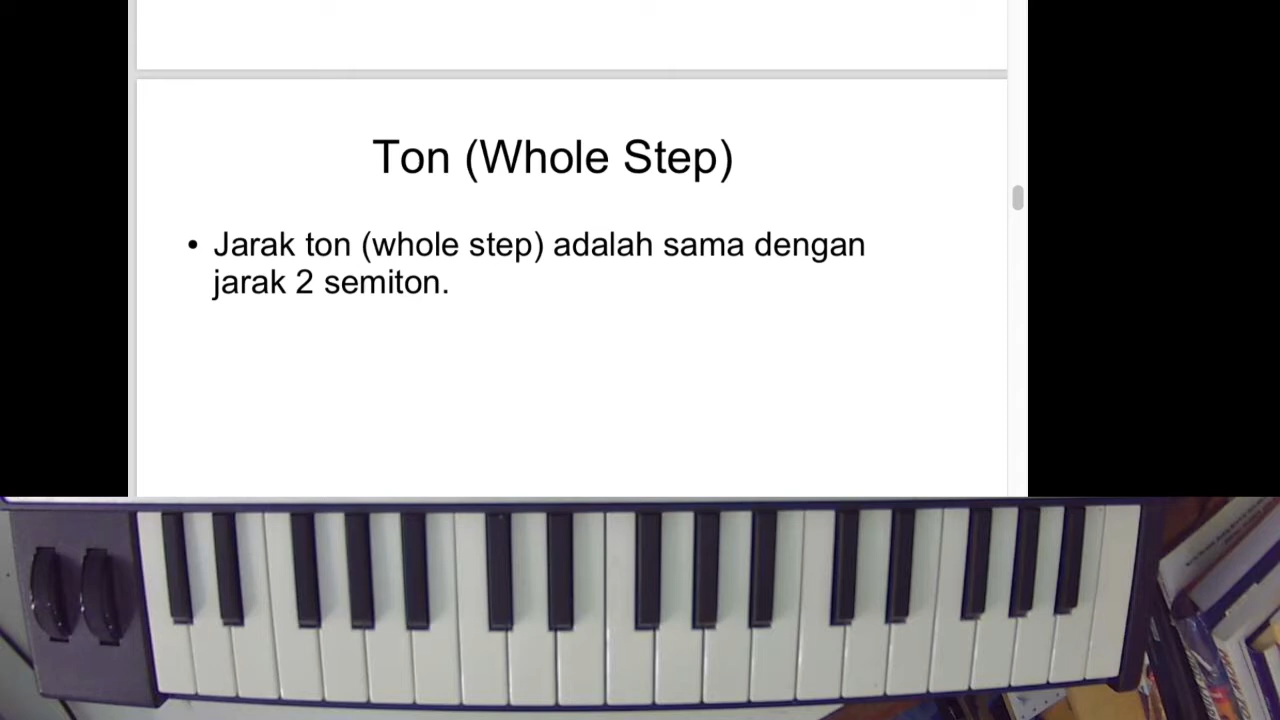 Ton (Whole Step)
• Jarak ton (whole step) adalah sama dengan
jarak 2 semiton.